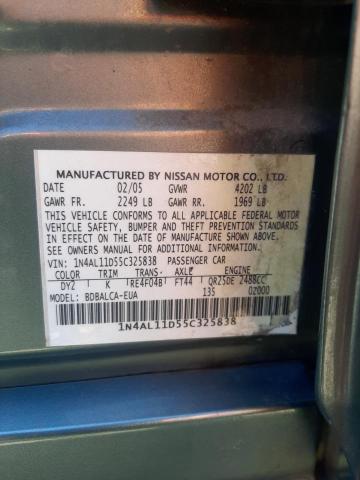 MANUFACTURED BY NISSAN MOTOR CO., LTD.
DATE 02/05 GVWR 4202 LB
GAWR FR. 2249 LB GAWR RR. 1969 LB
THIS VEHICLE CONFORMS TO ALL APPLICABLE FEDERAL MOTOR
VEHICLE SAFETY, BUMPER AND THEFT PREVENTION STANDARDS
IN EFFECT ON THE DATE OF MANUFACTURE SHOWN ABOVE.
SEE OWNERS MANUAL FOR ADDITIONAL INFORMATION.
VIN: 1N4AL11D55C325838 PASSENGER CAR
COLOR TRIM TRANS. AXLE ENGINE
DY2 K RE4F04B FT44 QR25DE 2488CC
MODEL: BDBALCA-EUA 135 02000
1N4AL11D55C325838